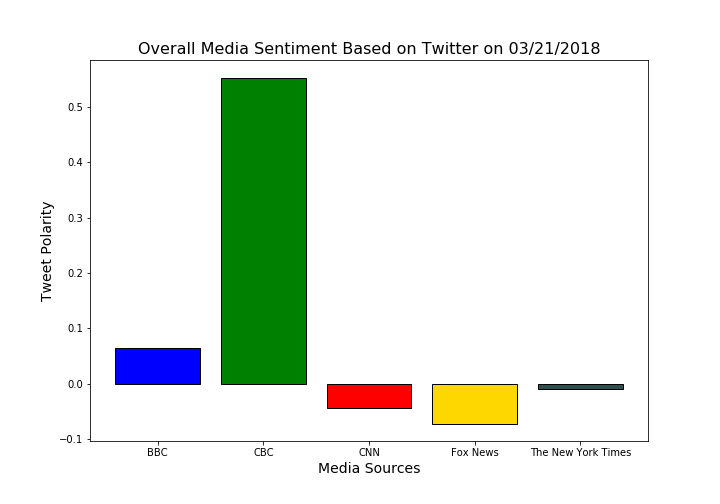 Overall Media Sentiment Based on Twitter on 03/21/2018
Tweet Polarity
0.5
0.4
0.3
0.2
0.1
0.0
−0.1
BBC CBC CNN Fox News The New York Times
Media Sources